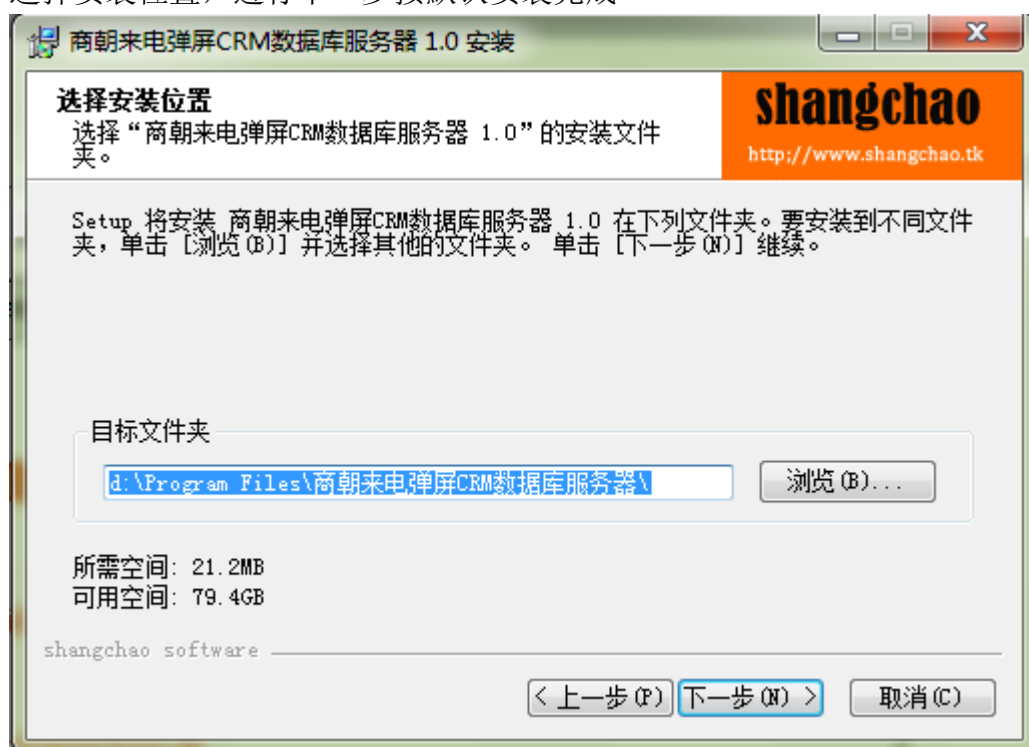 商朝来电弹屏CRM数据库服务器 1.0 安装
选择安装位置
选择“商朝来电弹屏CRM数据库服务器 1.0”的安装文件
夹。
shangchao
http://www.shangchao.tk
Setup 将安装 商朝来电弹屏CRM数据库服务器 1.0 在下列文件夹。要安装到不同文件
夹，单击 [浏览(B)] 并选择其他的文件夹。 单击 [下一步(N)] 继续。
目标文件夹
d:\Program Files\商朝来电弹屏CRM数据库服务器\
浏览(B)...
所需空间: 21.2MB
可用空间: 79.4GB
shangchao software
< 上一步(P)
下一步(N) >
取消(C)